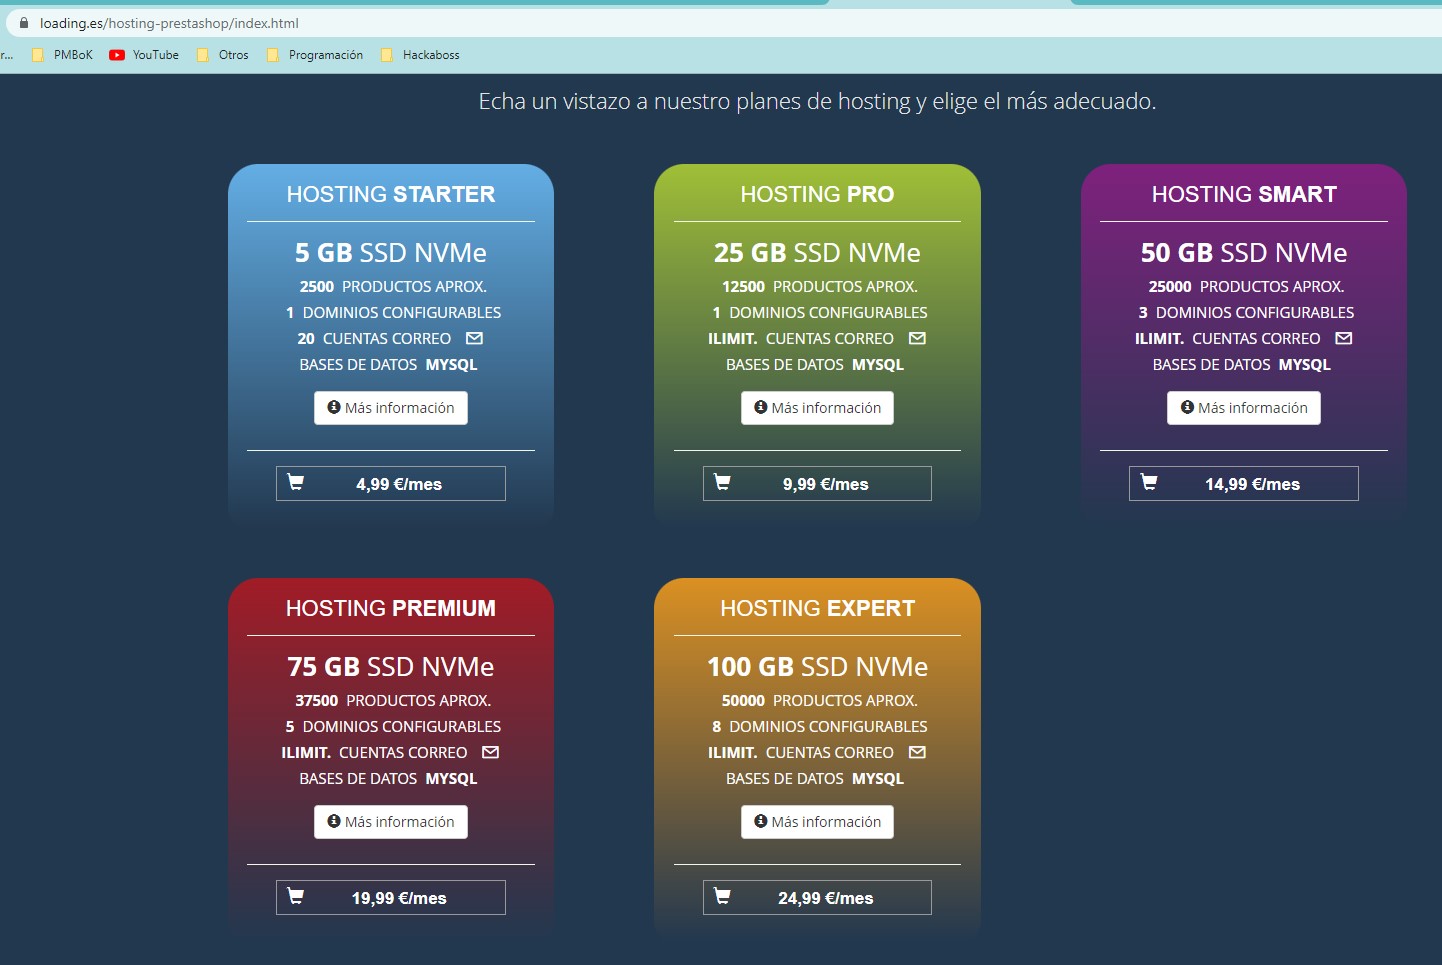 loading.es/hosting-prestashop/index.html
r... PMBoK YouTube Otros Programación Hackaboss
Echa un vistazo a nuestro planes de hosting y elige el más adecuado.
HOSTING STARTER
5 GB SSD NVMe
2500 PRODUCTOS APROX.
1 DOMINIOS CONFIGURABLES
20 CUENTAS CORREO
BASES DE DATOS MYSQL
Más información
4,99 €/mes
HOSTING PRO
25 GB SSD NVMe
12500 PRODUCTOS APROX.
1 DOMINIOS CONFIGURABLES
ILIMIT. CUENTAS CORREO
BASES DE DATOS MYSQL
Más información
9,99 €/mes
HOSTING SMART
50 GB SSD NVMe
25000 PRODUCTOS APROX.
3 DOMINIOS CONFIGURABLES
ILIMIT. CUENTAS CORREO
BASES DE DATOS MYSQL
Más información
14,99 €/mes
HOSTING PREMIUM
75 GB SSD NVMe
37500 PRODUCTOS APROX.
5 DOMINIOS CONFIGURABLES
ILIMIT. CUENTAS CORREO
BASES DE DATOS MYSQL
Más información
19,99 €/mes
HOSTING EXPERT
100 GB SSD NVMe
50000 PRODUCTOS APROX.
8 DOMINIOS CONFIGURABLES
ILIMIT. CUENTAS CORREO
BASES DE DATOS MYSQL
Más información
24,99 €/mes